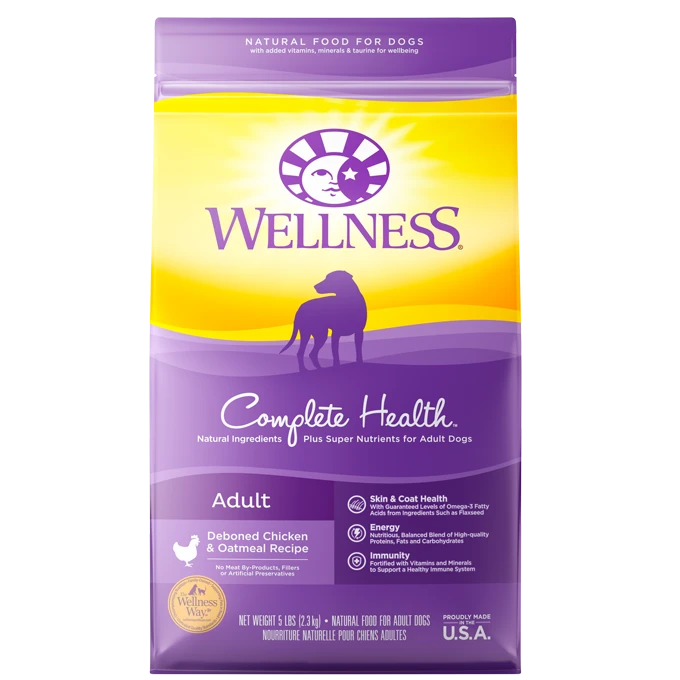 NATURAL FOOD FOR DOGS
with added vitamins, minerals & taurine for wellbeing
WELLNESS®
Complete Health™
Natural Ingredients Plus Super Nutrients for Adult Dogs
Adult
Deboned Chicken
& Oatmeal Recipe
No Meat By-Products, Fillers
or Artificial Preservatives
Skin & Coat Health
With Guaranteed Levels of Omega-3 Fatty
Acids from Ingredients Such as Flaxseed
Energy
Nutritious, Balanced Blend of High-quality
Proteins, Fats and Carbohydrates
Immunity
Fortified with Vitamins and Minerals
to Support a Healthy Immune System
The
Wellness
Way
NET WEIGHT 5 LBS (2.3kg) • NATURAL FOOD FOR ADULT DOGS
NOURRITURE NATURELLE POUR CHIENS ADULTES
PROUDLY MADE
IN THE
U.S.A.